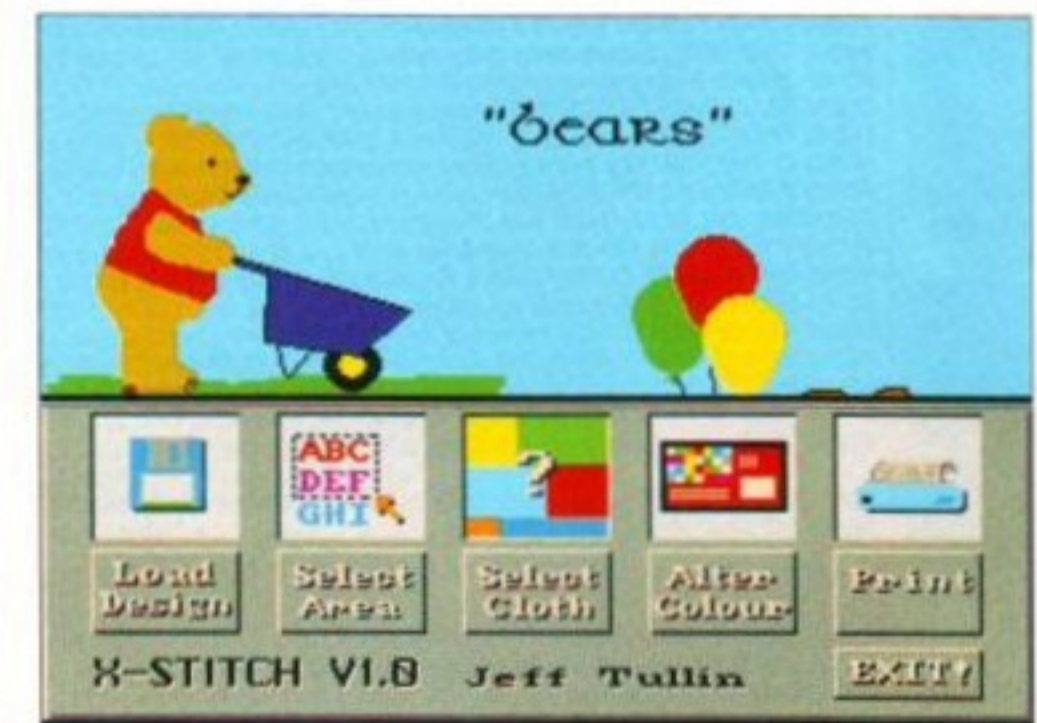 "bears"
ABC
DEF
GHI
?
Load
Design
Select
Area
Select
Cloth
Alter
Colour
Print
X-STITCH V1.0 Jeff Tullin
EXIT?